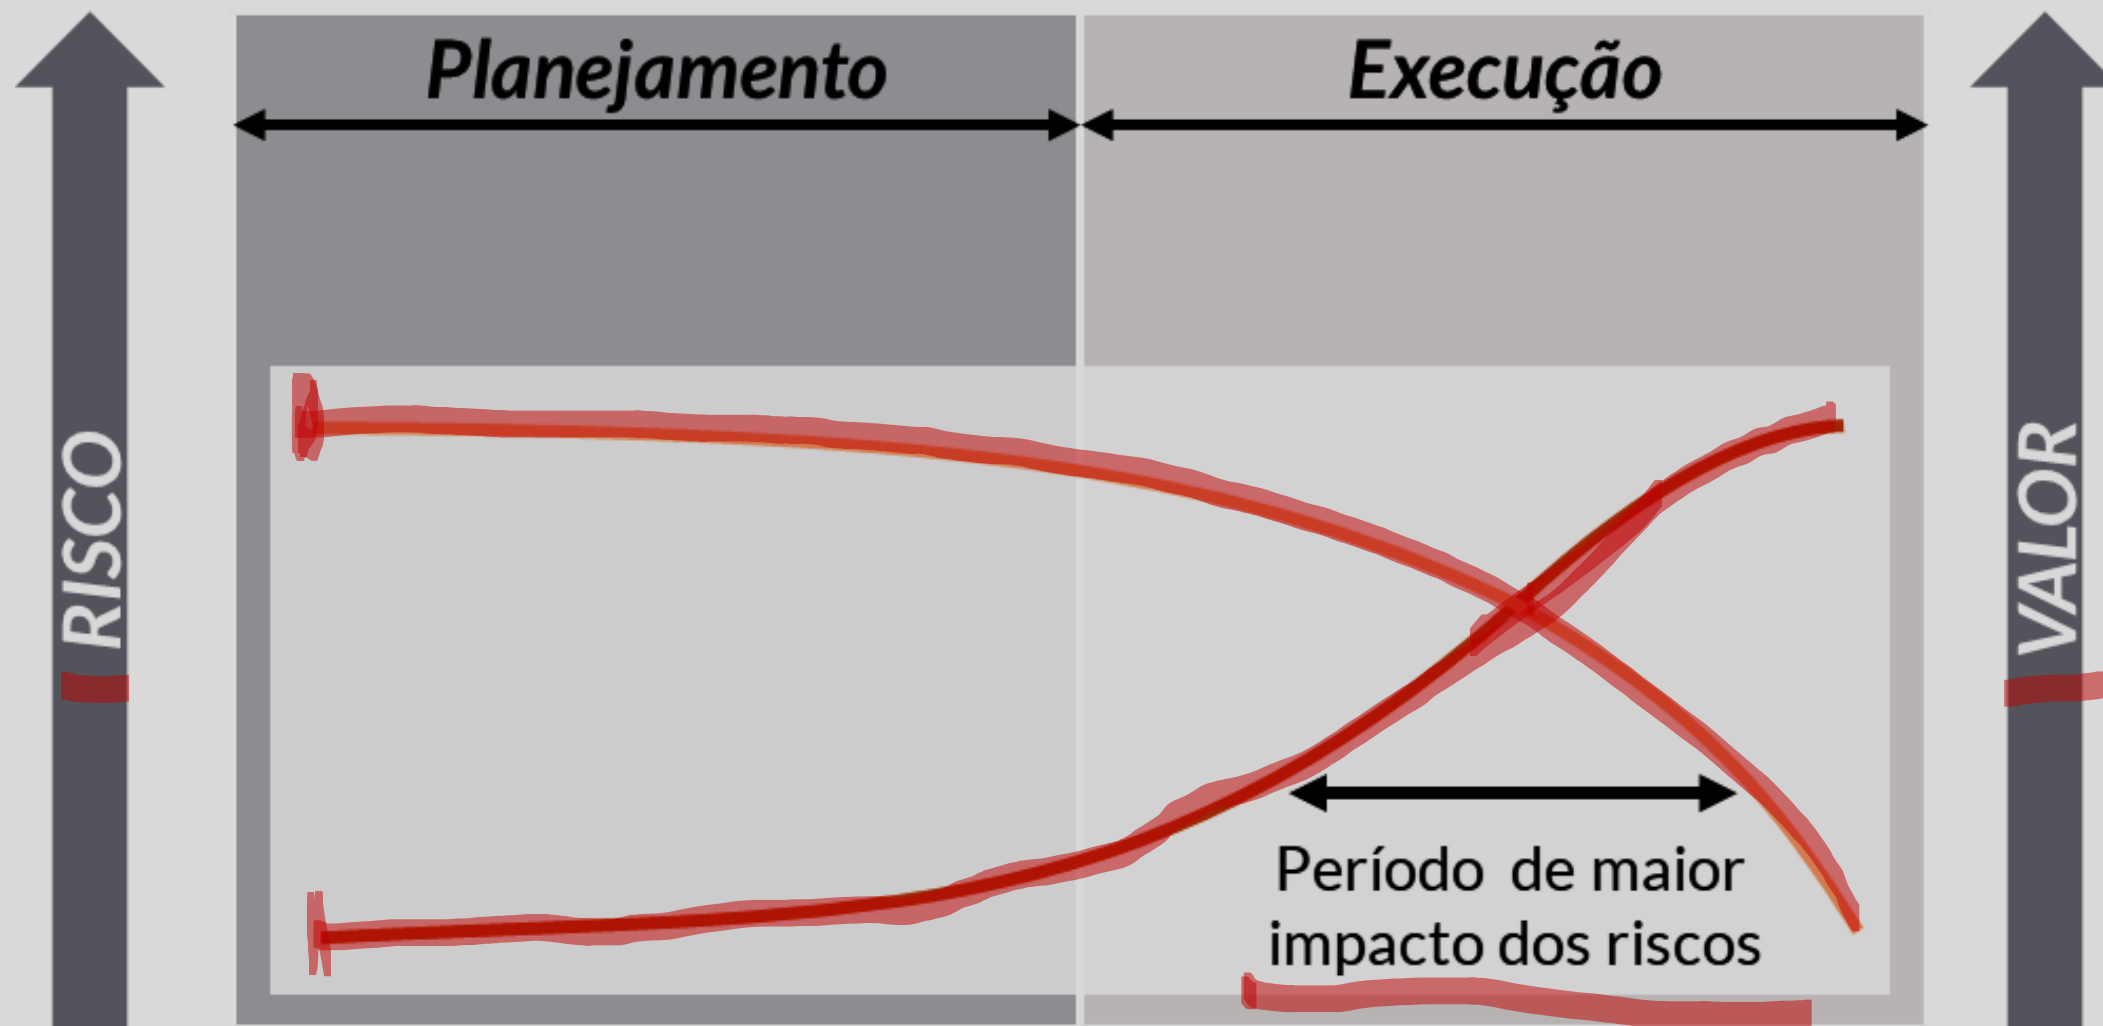 Planejamento
Execução
RISCO
VALOR
Período de maior
impacto dos riscos